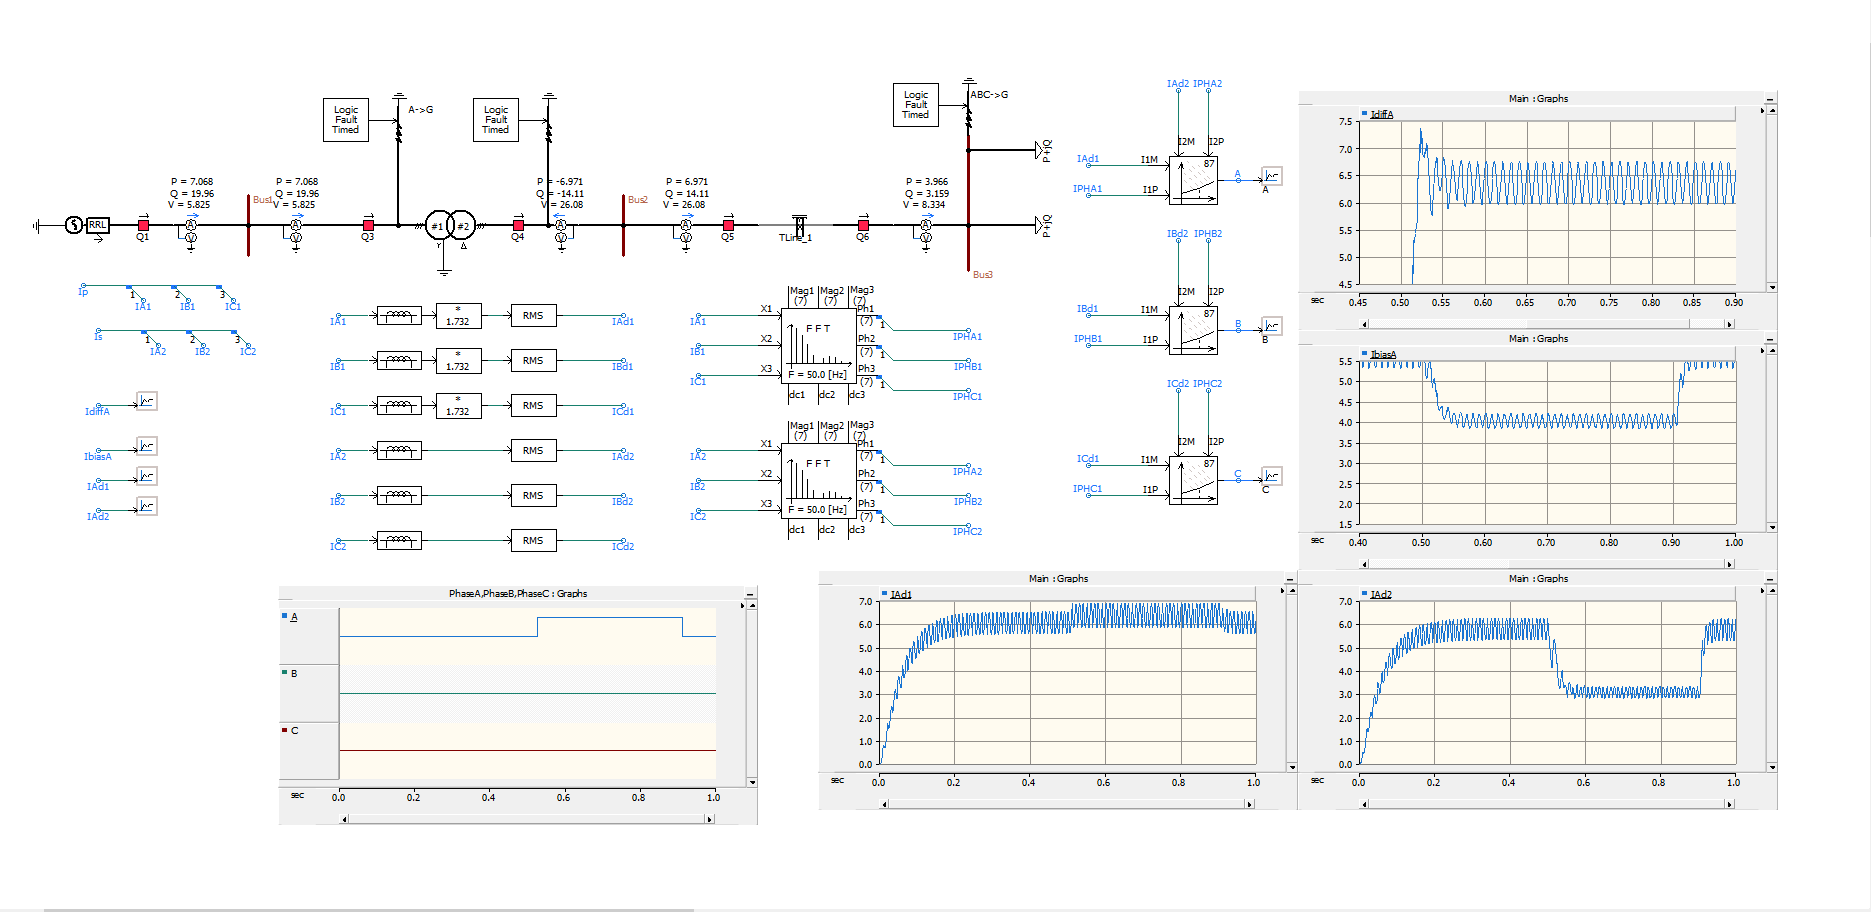 Logic
Fault
Timed
A->G
Logic
Fault
Timed
Logic
Fault
Timed
ABC->G
P+jQ
P+jQ
P = 7.068
Q = 19.96
V = 5.825
P = 7.068
Q = 19.96
V = 5.825
P = -6.971
Q = -14.11
V = 26.08
P = 6.971
Q = 14.11
V = 26.08
P = 3.966
Q = 3.159
V = 8.334
Bus1
Bus2
Bus3
RRL
A
V
A
V
#1
#2
A
V
A
V
A
V
Q1
Q3
Q4
Q5
TLine_1
Q6
Y
Δ
Ip
1
2
3
IA1
IB1
IC1
Is
1
2
3
IA2
IB2
IC2
IdiffA
IbiasA
IAd1
IAd2
IA1
*
1.732
RMS
IAd1
IB1
*
1.732
RMS
IBd1
IC1
*
1.732
RMS
ICd1
IA2
RMS
IAd2
IB2
RMS
IBd2
IC2
RMS
ICd2
Mag1
(7)
Mag2
(7)
Mag3
(7)
IA1
X1
IB1
X2
IC1
X3
F F T
F = 50.0 [Hz]
Ph1
(7)
1
IPHA1
Ph2
(7)
1
IPHB1
Ph3
(7)
1
IPHC1
dc1
dc2
dc3
Mag1
(7)
Mag2
(7)
Mag3
(7)
IA2
X1
IB2
X2
IC2
X3
F F T
F = 50.0 [Hz]
Ph1
(7)
1
IPHA2
Ph2
(7)
1
IPHB2
Ph3
(7)
1
IPHC2
dc1
dc2
dc3
IAd2 IPHA2
I2M I2P
IAd1
I1M
IPHA1
I1P
87
A
A
IBd2 IPHB2
I2M I2P
IBd1
I1M
IPHB1
I1P
87
B
B
ICd2 IPHC2
I2M I2P
ICd1
I1M
IPHC1
I1P
87
C
C
Main : Graphs
IdiffA
7.5
7.0
6.5
6.0
5.5
5.0
4.5
sec 0.45 0.50 0.55 0.60 0.65 0.70 0.75 0.80 0.85 0.90
Main : Graphs
IbiasA
5.5
5.0
4.5
4.0
3.5
3.0
2.5
2.0
1.5
sec 0.40 0.50 0.60 0.70 0.80 0.90 1.00
PhaseA,PhaseB,PhaseC : Graphs
A
B
C
sec 0.0 0.2 0.4 0.6 0.8 1.0
Main : Graphs
IAd1
7.0
6.0
5.0
4.0
3.0
2.0
1.0
0.0
sec 0.0 0.2 0.4 0.6 0.8 1.0
Main : Graphs
IAd2
7.0
6.0
5.0
4.0
3.0
2.0
1.0
0.0
sec 0.0 0.2 0.4 0.6 0.8 1.0